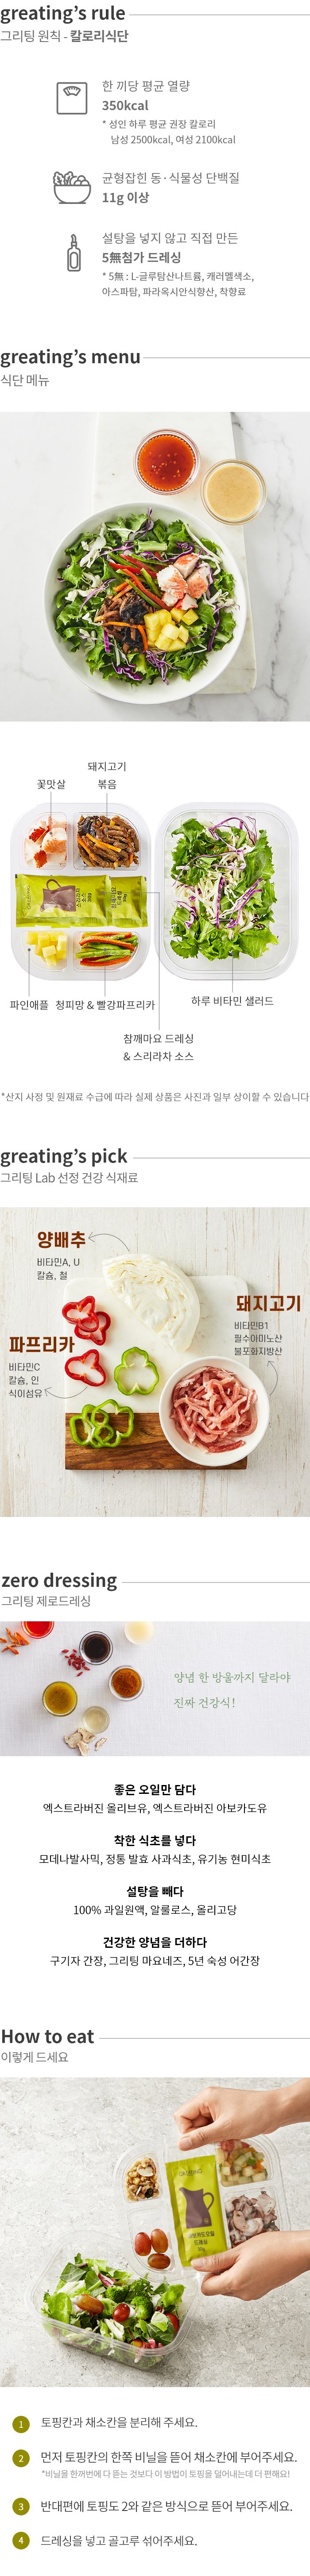 greating's rule
그리팅 원칙 - 칼로리식단
한 끼당 평균 열량
350kcal
* 성인 하루 평균 권장 칼로리
남성 2500kcal, 여성 2100kcal
균형잡힌 동·식물성 단백질
11g 이상
설탕을 넣지 않고 직접 만든
5無첨가 드레싱
* 5無 : L-글루탐산나트륨, 캐러멜색소,
아스파탐, 파라옥시안식향산, 착향료
greating's menu
식단 메뉴
돼지고기
꽃맛살 볶음
파인애플 청피망 & 빨강파프리카 하루 비타민 샐러드
참깨마요 드레싱
& 스리라차 소스
*산지 사정 및 원재료 수급에 따라 실제 상품은 사진과 일부 상이할 수 있습니다
greating's pick
그리팅 Lab 선정 건강 식재료
양배추
비타민A, U
칼슘, 철
돼지고기
비타민B1
필수아미노산
불포화지방산
파프리카
비타민C
칼슘, 인
식이섬유
zero dressing
그리팅 제로드레싱
양념 한 방울까지 달라야
진짜 건강식!
좋은 오일만 담다
엑스트라버진 올리브유, 엑스트라버진 아보카도유
착한 식초를 넣다
모데나발사믹, 정통 발효 사과식초, 유기농 현미식초
설탕을 빼다
100% 과일원액, 알룰로스, 올리고당
건강한 양념을 더하다
구기자 간장, 그리팅 마요네즈, 5년 숙성 어간장
How to eat
이렇게 드세요
드레싱
1 토핑칸과 채소칸을 분리해 주세요.
2 먼저 토핑칸의 한쪽 비닐을 뜯어 채소칸에 부어주세요.
*비닐을 한꺼번에 다 뜯는 것보다 이 방법이 토핑을 덜어내는데 더 편해요!
3 반대편에 토핑도 2와 같은 방식으로 뜯어 부어주세요.
4 드레싱을 넣고 골고루 섞어주세요.